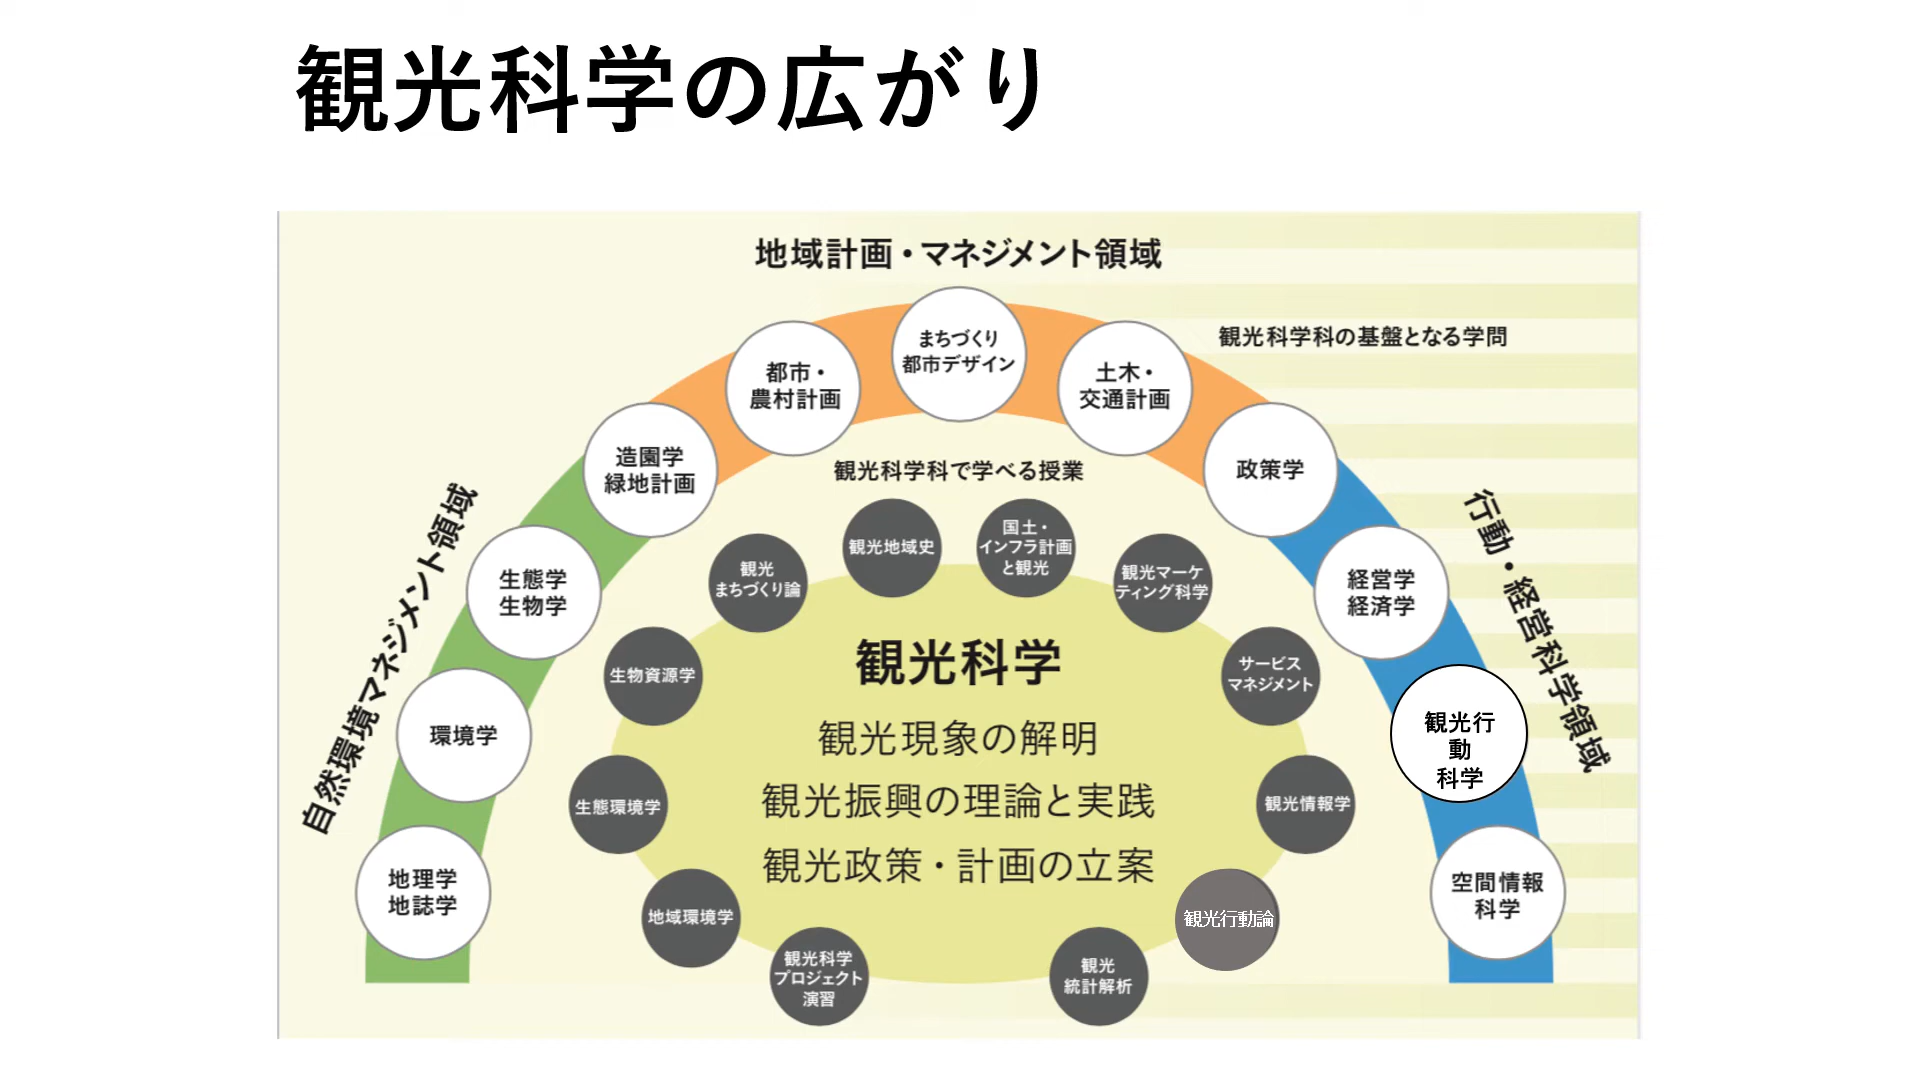 観光科学の広がり
地域計画・マネジメント領域
観光科学科の基盤となる学問
自然環境マネジメント領域
行動・経営科学領域
地理学
地誌学
環境学
生態学
生物学
造園学
緑地計画
都市・
農村計画
まちづくり
都市デザイン
土木・
交通計画
政策学
経営学
経済学
観光行
動
科学
空間情報
科学
観光科学科で学べる授業
観光科学
プロジェクト
演習
地域環境学
生態環境学
生物資源学
観光
まちづくり論
観光地域史
国土・
インフラ計画
と観光
観光マーケ
ティング科学
サービス
マネジメント
観光情報学
観光行動論
観光
統計解析
観光科学
観光現象の解明
観光振興の理論と実践
観光政策・計画の立案